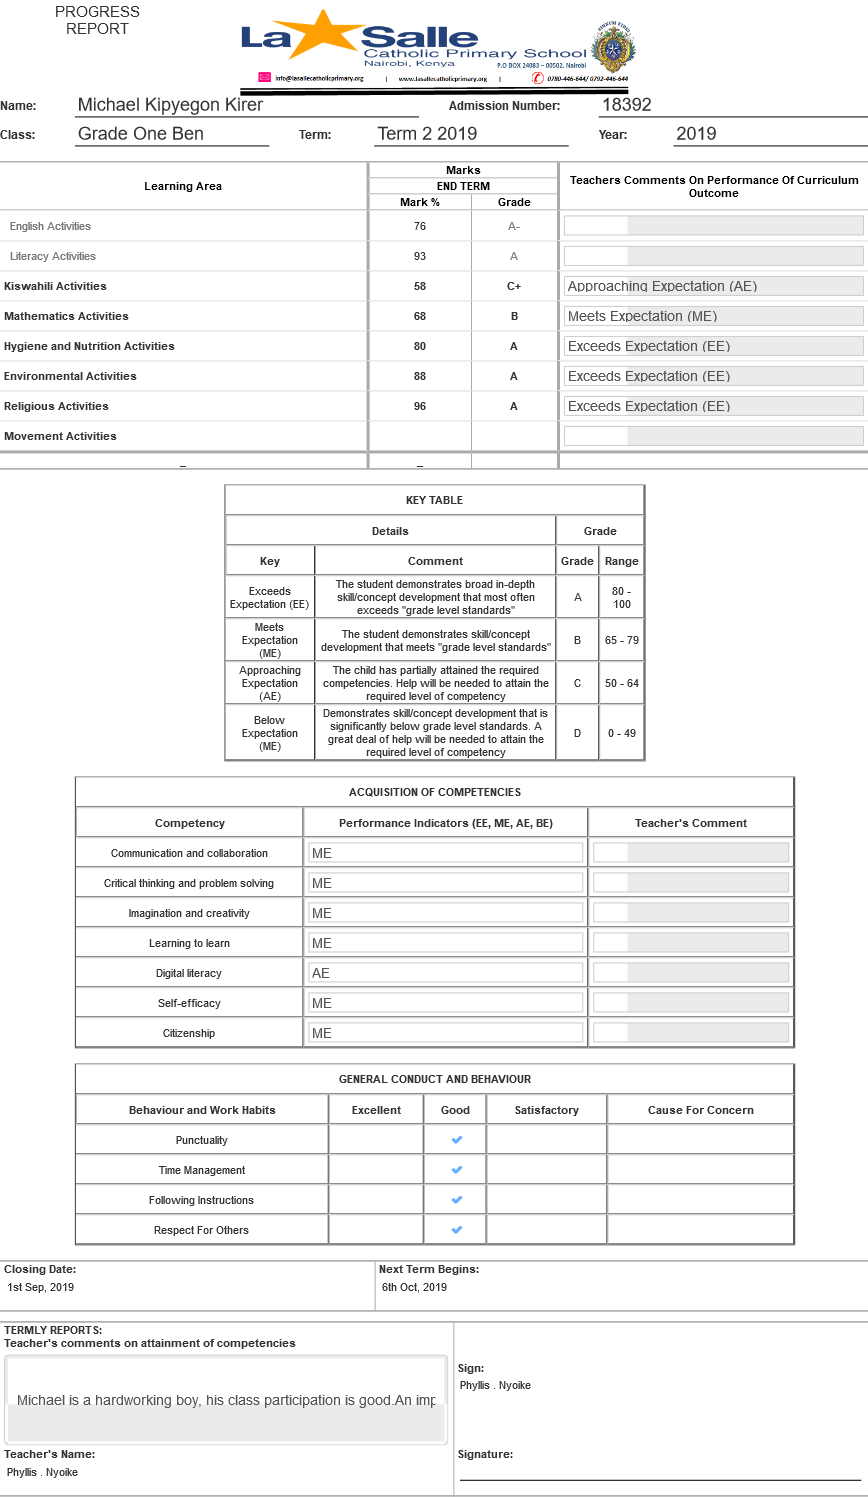 PROGRESS
REPORT
La Salle
Catholic Primary School
Nairobi, Kenya
P.O BOX 24083 – 00502, Nairobi
info@lasallecatholicprimary.org | www.lasallecatholicprimary.org | 0780-446-644/ 0792-446-644
Name: Michael Kipyegon Kirer Admission Number: 18392
Class: Grade One Ben Term: Term 2 2019 Year: 2019
Learning Area Marks Teachers Comments On Performance Of Curriculum Outcome
END TERM
Mark % Grade
English Activities 76 A-
Literacy Activities 93 A
Kiswahili Activities 58 C+ Approaching Expectation (AE)
Mathematics Activities 68 B Meets Expectation (ME)
Hygiene and Nutrition Activities 80 A Exceeds Expectation (EE)
Environmental Activities 88 A Exceeds Expectation (EE)
Religious Activities 96 A Exceeds Expectation (EE)
Movement Activities
– –
KEY TABLE
Details Grade
Key Comment Grade Range
Exceeds Expectation (EE) The student demonstrates broad in-depth skill/concept development that most often exceeds "grade level standards" A 80 - 100
Meets Expectation (ME) The student demonstrates skill/concept development that meets "grade level standards" B 65 - 79
Approaching Expectation (AE) The child has partially attained the required competencies. Help will be needed to attain the required level of competency C 50 - 64
Below Expectation (ME) Demonstrates skill/concept development that is significantly below grade level standards. A great deal of help will be needed to attain the required level of competency D 0 - 49
ACQUISITION OF COMPETENCIES
Competency Performance Indicators (EE, ME, AE, BE) Teacher's Comment
Communication and collaboration ME
Critical thinking and problem solving ME
Imagination and creativity ME
Learning to learn ME
Digital literacy AE
Self-efficacy ME
Citizenship ME
GENERAL CONDUCT AND BEHAVIOUR
Behaviour and Work Habits Excellent Good Satisfactory Cause For Concern
Punctuality
Time Management
Following Instructions
Respect For Others
Closing Date: Next Term Begins:
1st Sep, 2019 6th Oct, 2019
TERMLY REPORTS:
Teacher's comments on attainment of competencies
Michael is a hardworking boy, his class participation is good.An
Sign:
Phyllis . Nyoike
Teacher's Name: Signature:
Phyllis . Nyoike